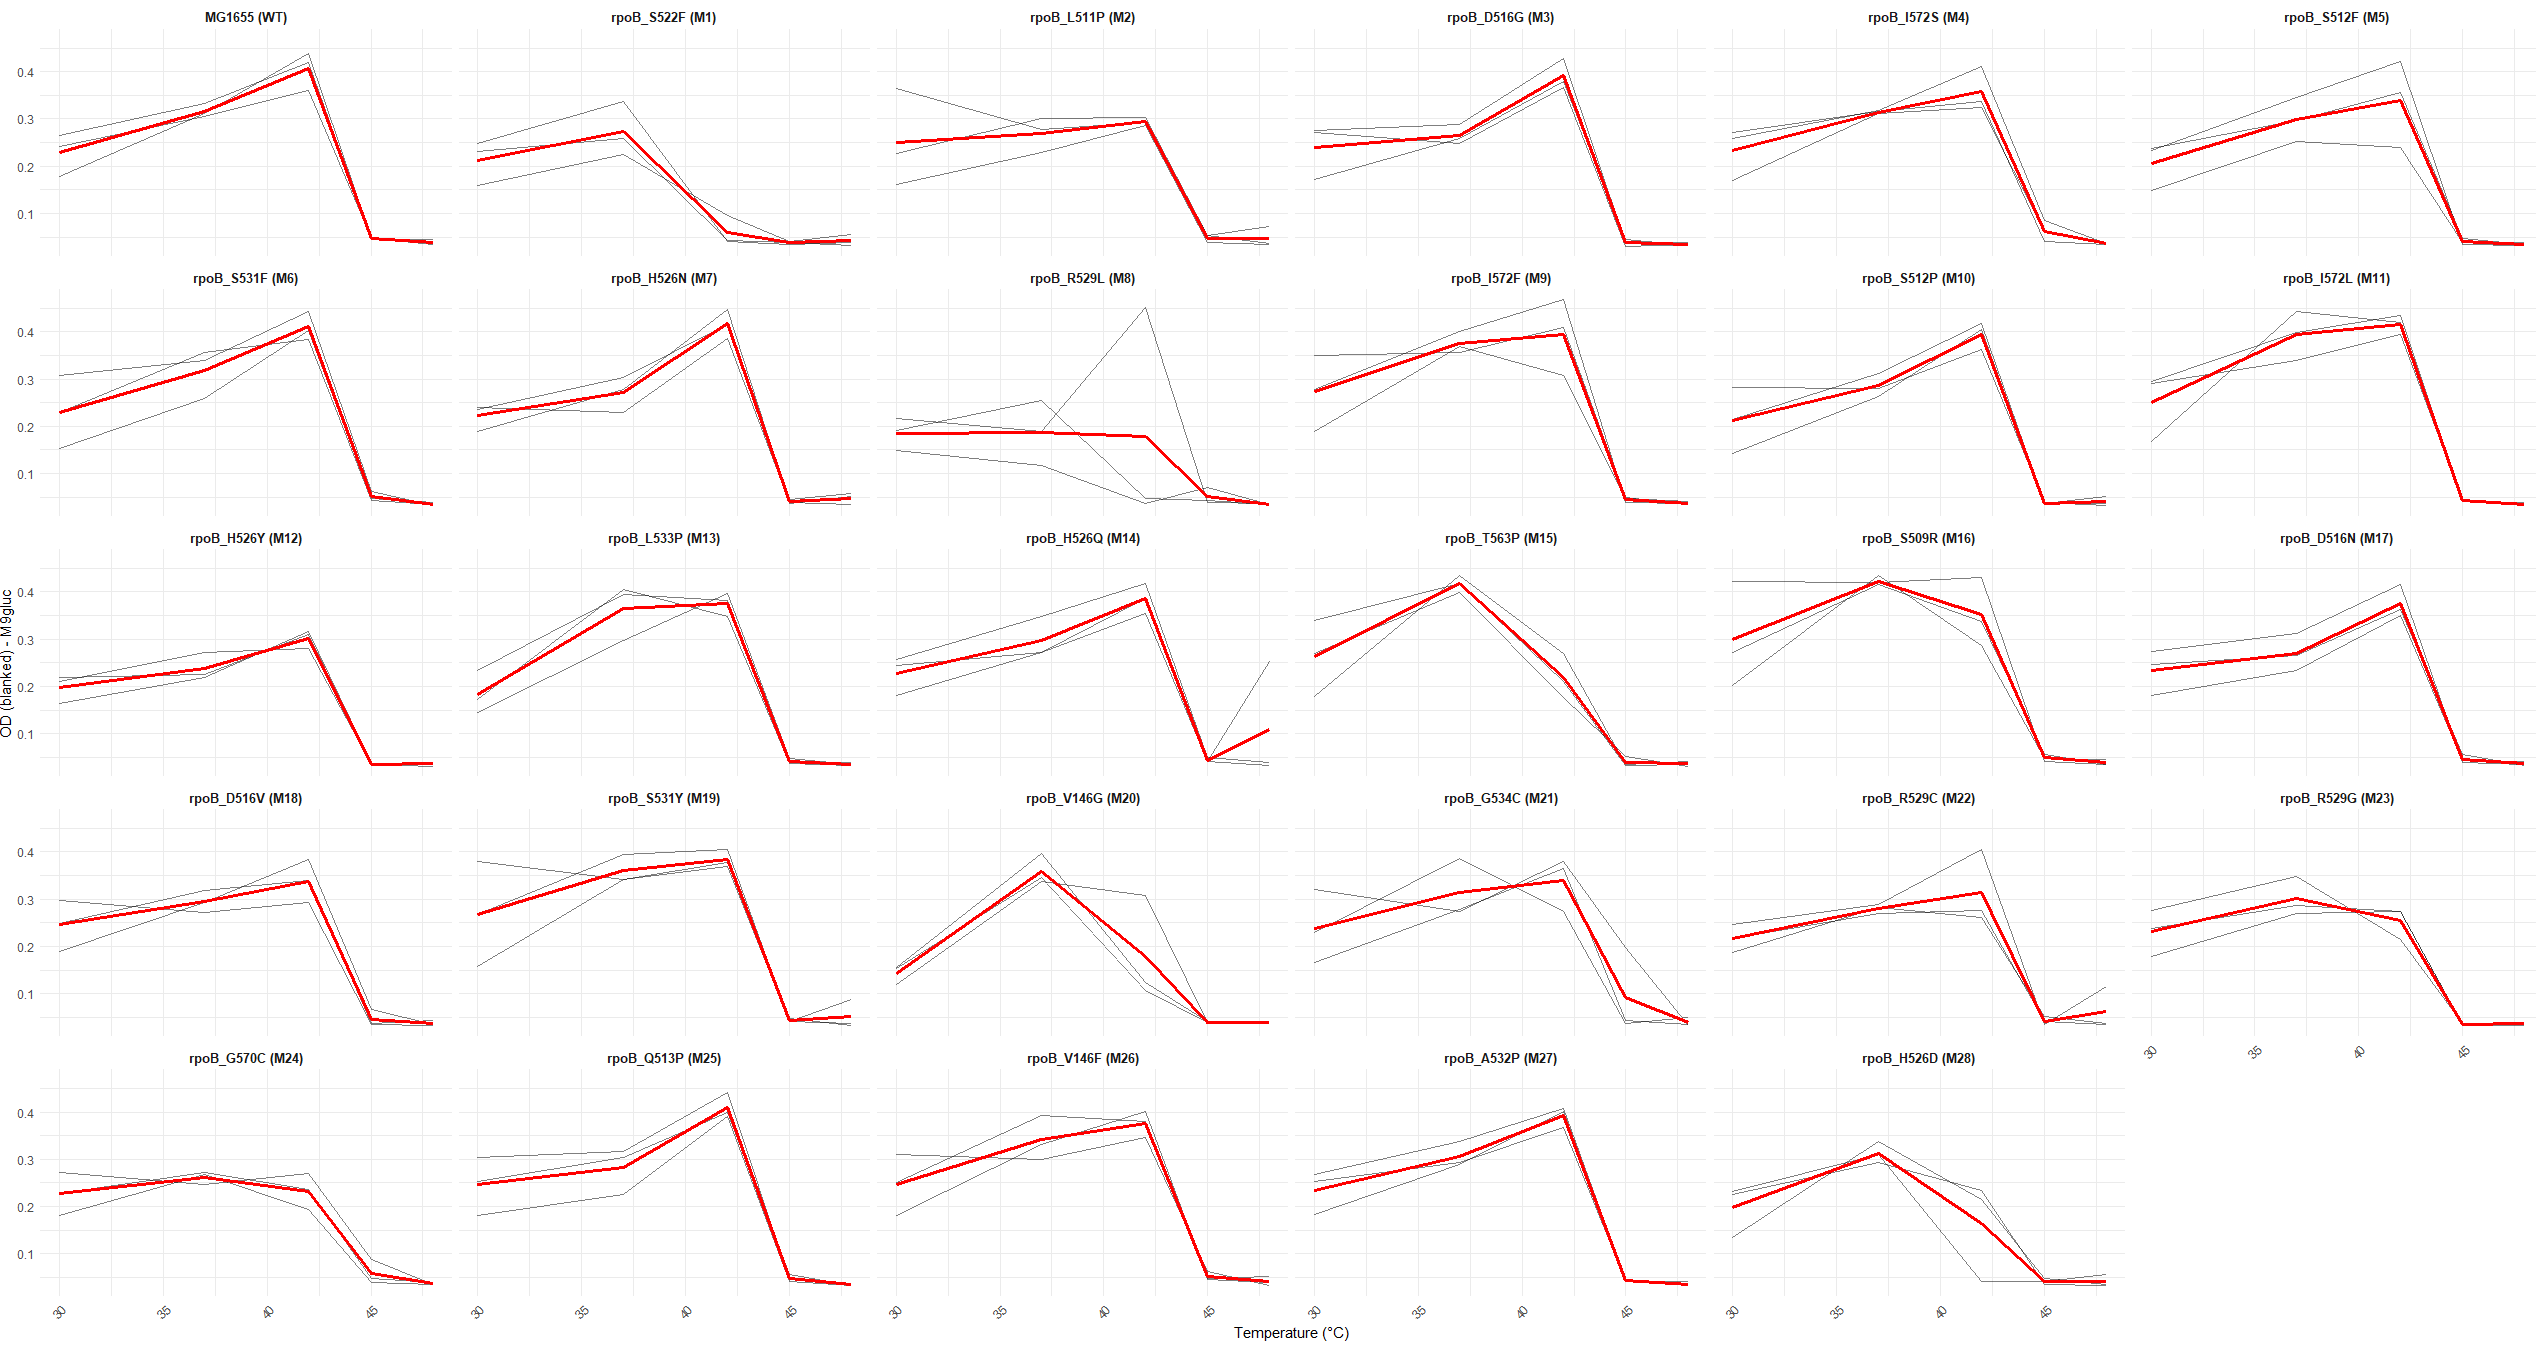 MG1655 (WT)
rpoB_S522F (M1)
rpoB_L511P (M2)
rpoB_D516G (M3)
rpoB_I572S (M4)
rpoB_S512F (M5)
0.4
0.3
0.2
0.1
rpoB_S531F (M6)
rpoB_H526N (M7)
rpoB_R529L (M8)
rpoB_I572F (M9)
rpoB_S512P (M10)
rpoB_I572L (M11)
0.4
0.3
0.2
0.1
rpoB_H526Y (M12)
rpoB_L533P (M13)
rpoB_H526Q (M14)
rpoB_T563P (M15)
rpoB_S509R (M16)
rpoB_D516N (M17)
0.4
0.3
0.2
0.1
OD (blanked) - M9gluc
rpoB_D516V (M18)
rpoB_S531Y (M19)
rpoB_V146G (M20)
rpoB_G534C (M21)
rpoB_R529C (M22)
rpoB_R529G (M23)
0.4
0.3
0.2
0.1
30
35
40
45
rpoB_G570C (M24)
rpoB_Q513P (M25)
rpoB_V146F (M26)
rpoB_A532P (M27)
rpoB_H526D (M28)
0.4
0.3
0.2
0.1
30
35
40
45
30
35
40
45
30
35
40
45
30
35
40
45
30
35
40
45
Temperature (°C)